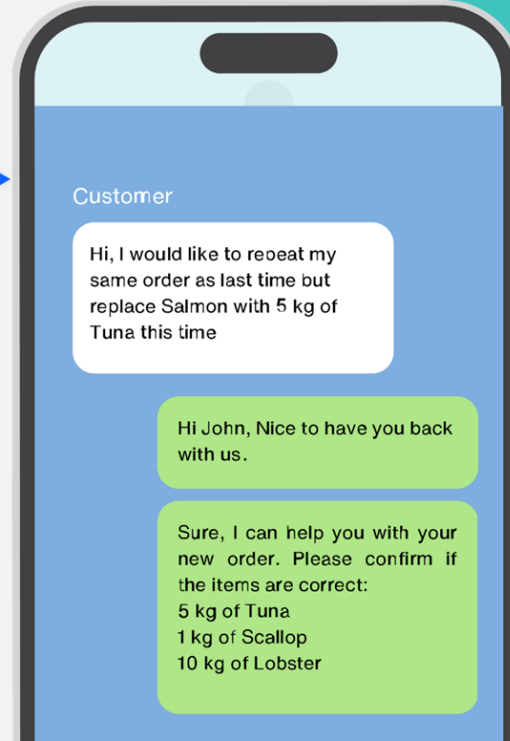 Customer
Hi, I would like to repeat my
same order as last time but
replace Salmon with 5 kg of
Tuna this time
Hi John, Nice to have you back
with us.
Sure, I can help you with your
new order. Please confirm if
the items are correct:
5 kg of Tuna
1 kg of Scallop
10 kg of Lobster